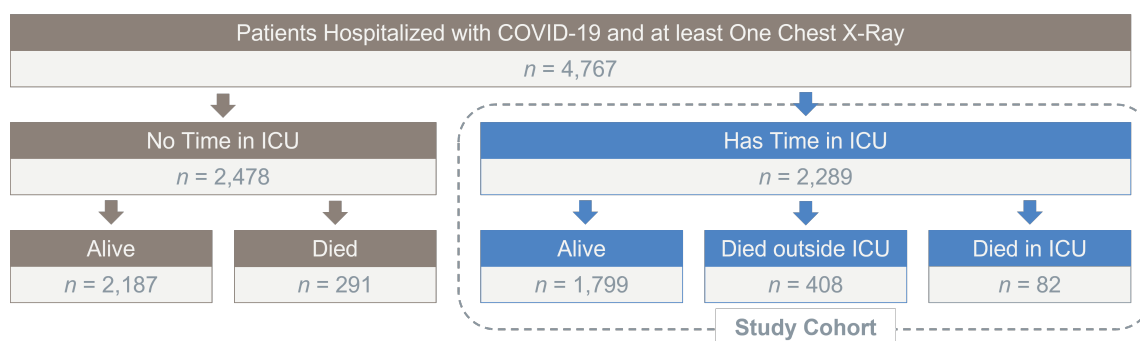 Patients Hospitalized with COVID-19 and at least One Chest X-Ray
n = 4,767
No Time in ICU
n = 2,478
Has Time in ICU
n = 2,289
Alive
n = 2,187
Died
n = 291
Alive
n = 1,799
Died outside ICU
n = 408
Died in ICU
n = 82
Study Cohort